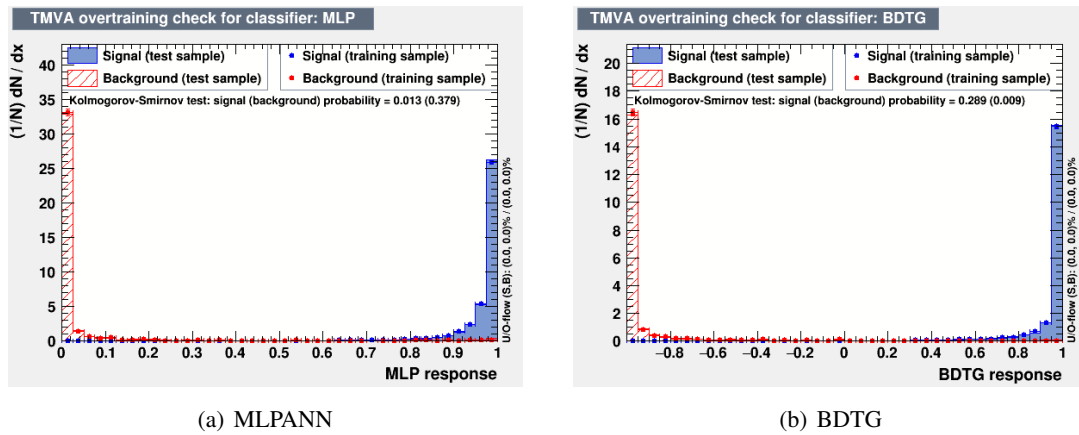 TMVA overtraining check for classifier: MLP
Signal (test sample)
Background (test sample)
Signal (training sample)
Background (training sample)
Kolmogorov-Smirnov test: signal (background) probability = 0.013 (0.379)
(1/N) dN / dx
40
35
30
25
20
15
10
5
0
0 0.1 0.2 0.3 0.4 0.5 0.6 0.7 0.8 0.9 1
MLP response
U/O-flow (S,B): (0.0, 0.0)% / (0.0, 0.0)%
(a) MLPANN
TMVA overtraining check for classifier: BDTG
Signal (test sample)
Background (test sample)
Signal (training sample)
Background (training sample)
Kolmogorov-Smirnov test: signal (background) probability = 0.289 (0.009)
(1/N) dN / dx
20
18
16
14
12
10
8
6
4
2
0
−0.8 −0.6 −0.4 −0.2 0 0.2 0.4 0.6 0.8 1
BDTG response
U/O-flow (S,B): (0.0, 0.0)% / (0.0, 0.0)%
(b) BDTG